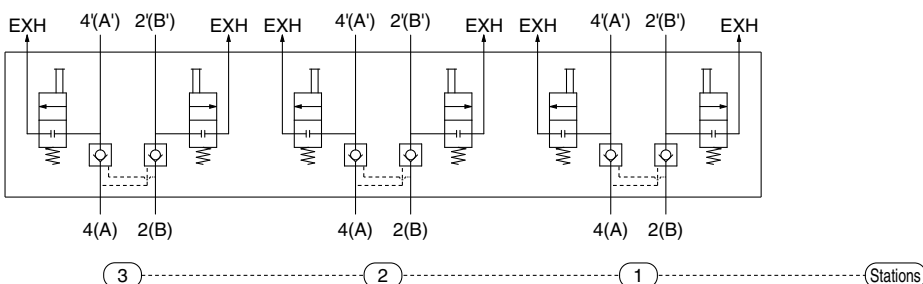 EXH 4'(A') 2'(B') EXH EXH 4'(A') 2'(B') EXH EXH 4'(A') 2'(B') EXH
4(A) 2(B) 4(A) 2(B) 4(A) 2(B)
3 2 1 Stations